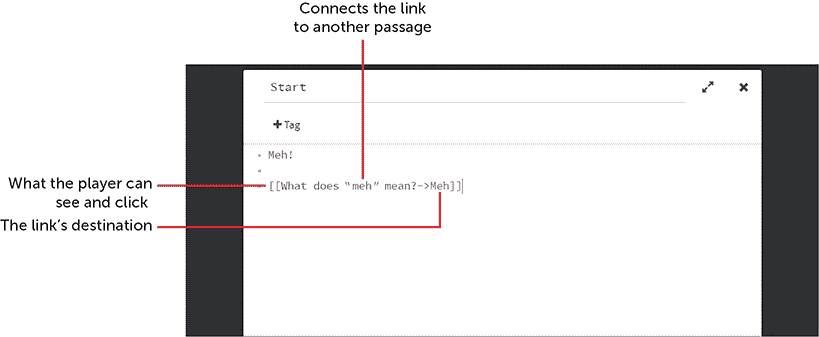 Connects the link
to another passage
Start
+Tag
Meh!
What the player can
see and click
[[What does "meh" mean?->Meh]]
The link’s destination